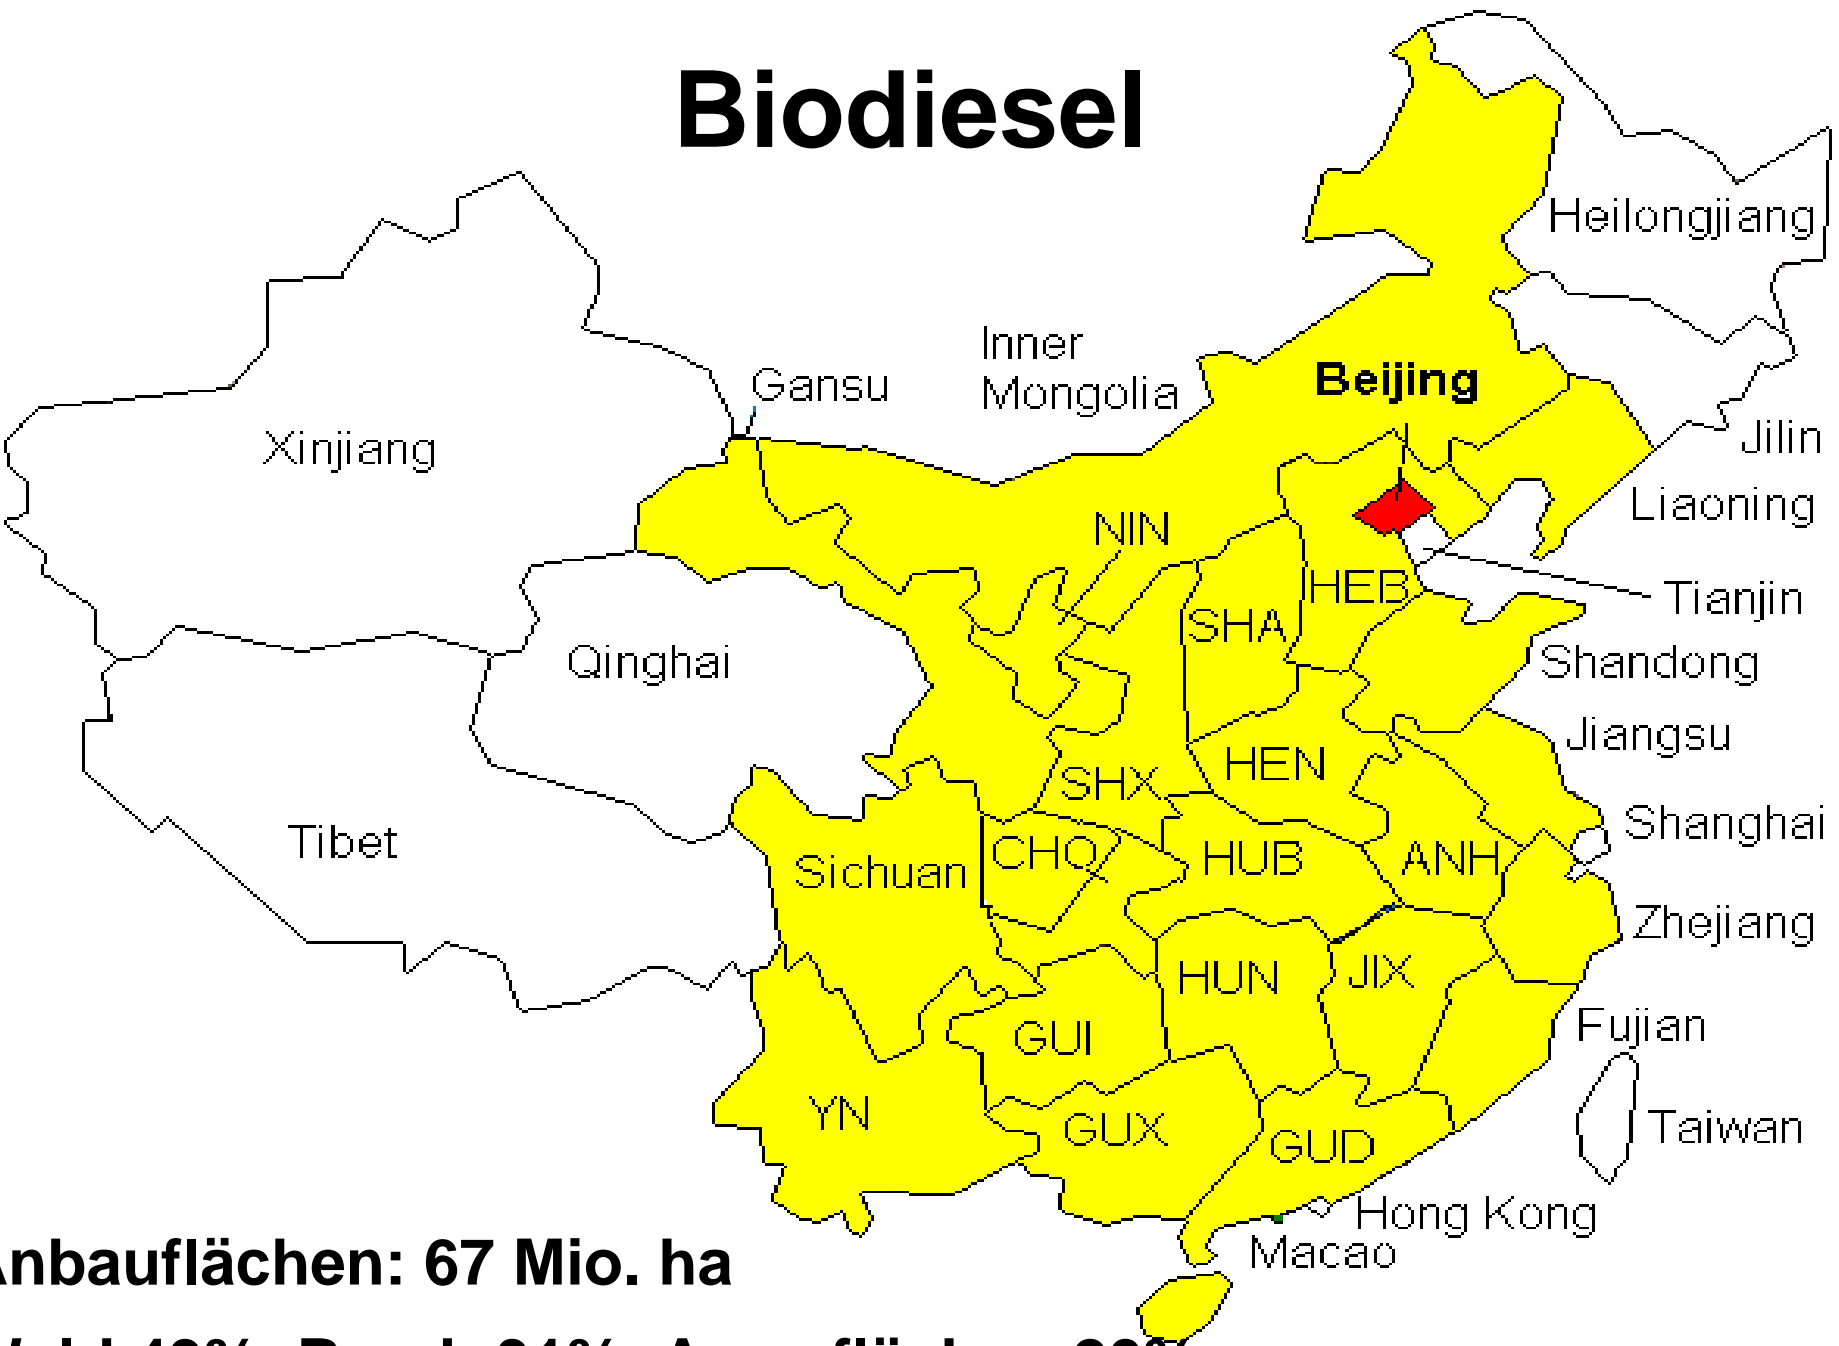 Biodiesel
Heilongjiang
Inner
Mongolia
Beijing
Gansu
Xinjiang
Jilin
Liaoning
NIN
HEB
Tianjin
SHA
Qinghai
Shandong
Jiangsu
HEN
SHX
Shanghai
Tibet
CHO
HUB
ANH
Sichuan
Zhejiang
HUN
JIX
Fujian
GUI
YN
GUX
GUD
Taiwan
Hong Kong
Macao
Anbauflächen: 67 Mio. ha